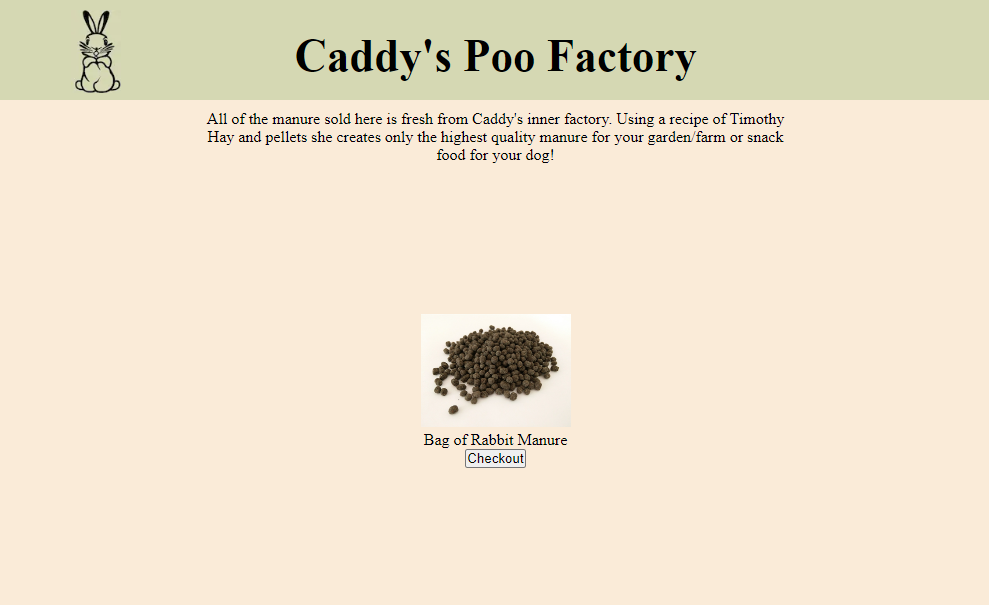 Caddy's Poo Factory
All of the manure sold here is fresh from Caddy's inner factory. Using a recipe of Timothy
Hay and pellets she creates only the highest quality manure for your garden/farm or snack
food for your dog!
Bag of Rabbit Manure
Checkout